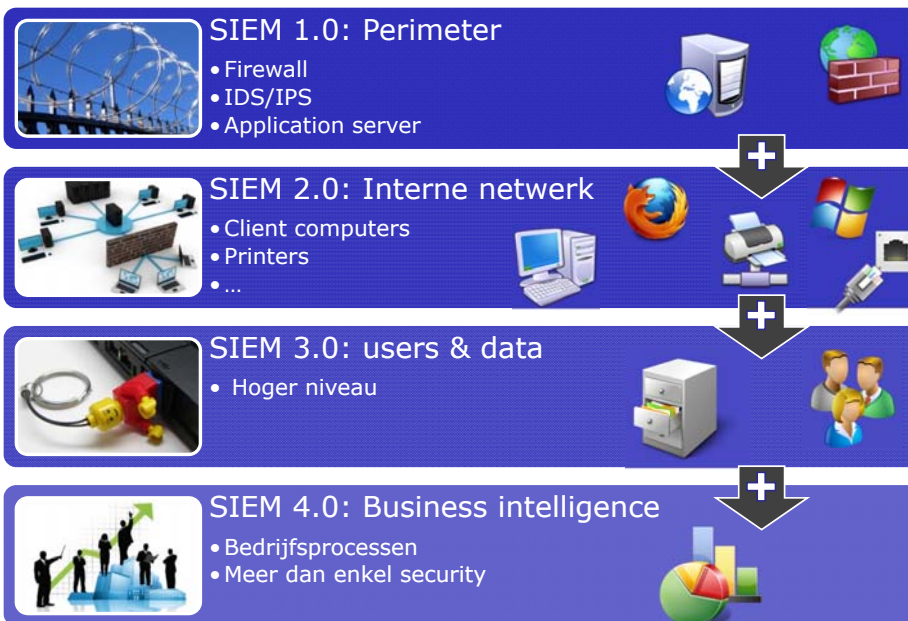 SIEM 1.0: Perimeter
• Firewall
• IDS/IPS
• Application server
SIEM 2.0: Interne netwerk
• Client computers
• Printers
• …
SIEM 3.0: users & data
• Hoger niveau
SIEM 4.0: Business intelligence
• Bedrijfsprocessen
• Meer dan enkel security